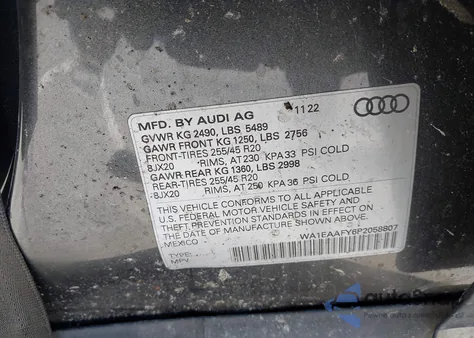 MFD. BY AUDI AG 11 22
GVWR KG 2490, LBS 5489
GAWR FRONT KG 1250, LBS 2756
FRONT-TIRES 255/45 R20
8JX20 RIMS, AT 230 KPA 33 PSI COLD
GAWR REAR KG 1360, LBS 2998
REAR-TIRES 255/45 R20
8JX20 RIMS, AT 250 KPA 36 PSI COLD
THIS VEHICLE CONFORMS TO ALL APPLICABLE
U.S. FEDERAL MOTOR VEHICLE SAFETY, BUMPER AND
THEFT PREVENTION STANDARDS IN EFFECT ON
THE DATE OF MANUFACTURE SHOWN ABOVE.
MEXICO WA1EAAFY6P2058807
TYPE:
MPV